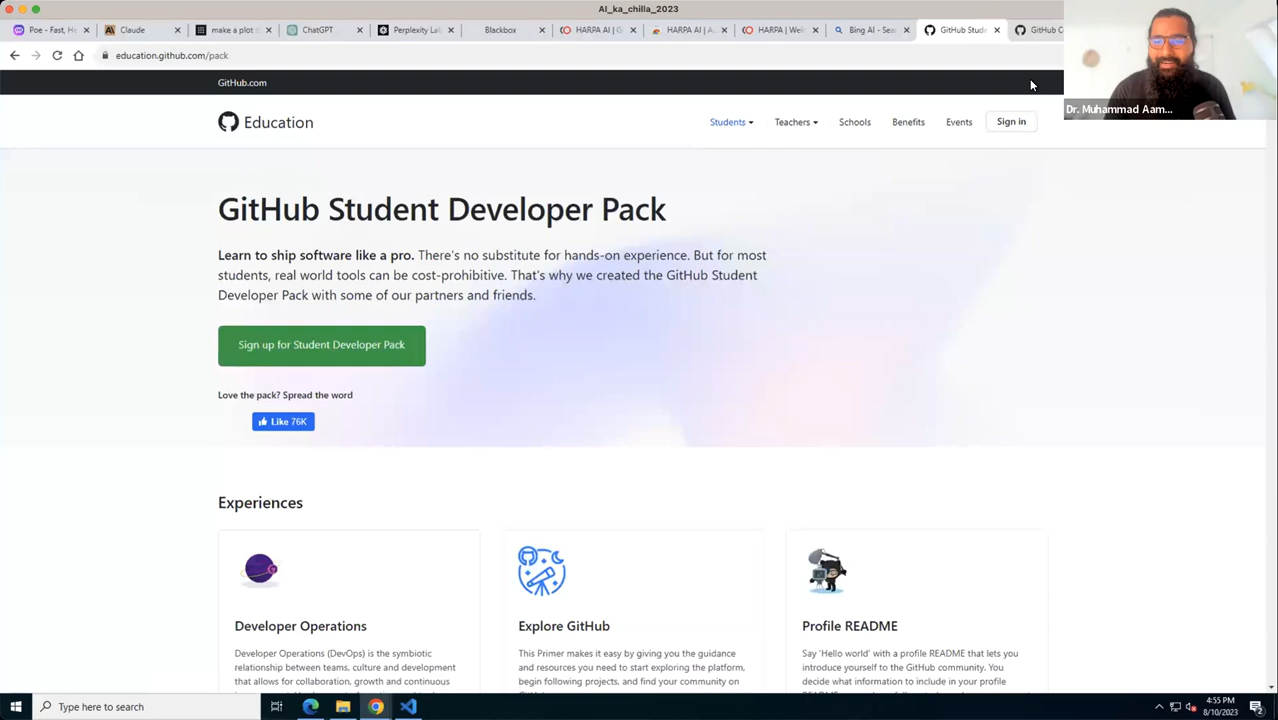 AI_ka_chilla_2023
Poe - Fast, He
Claude
make a plot s
ChatGPT
Perplexity La
Blackbox
HARPA AI | G
HARPA AI | A
HARPA | Welc
Bing AI - Sea
GitHub Stude
GitHub C
education.github.com/pack
GitHub.com
Dr. Muhammad Aam...
Education
Students
Teachers
Schools
Benefits
Events
Sign in
GitHub Student Developer Pack
Learn to ship software like a pro. There's no substitute for hands-on experience. But for most
students, real world tools can be cost-prohibitive. That's why we created the GitHub Student
Developer Pack with some of our partners and friends.
Sign up for Student Developer Pack
Love the pack? Spread the word
Like 76K
Experiences
Developer Operations
Developer Operations (DevOps) is the symbiotic
relationship between teams, culture and development
that allows for collaboration, growth and continuous
Explore GitHub
This Primer makes it easy by giving you the guidance
and resources you need to start exploring the platform,
begin following projects, and find your community on
Profile README
Say 'Hello world' with a profile README that lets you
introduce yourself to the GitHub community. You
decide what information to include in your profile
Type here to search
4:55 PM
8/10/2023
2